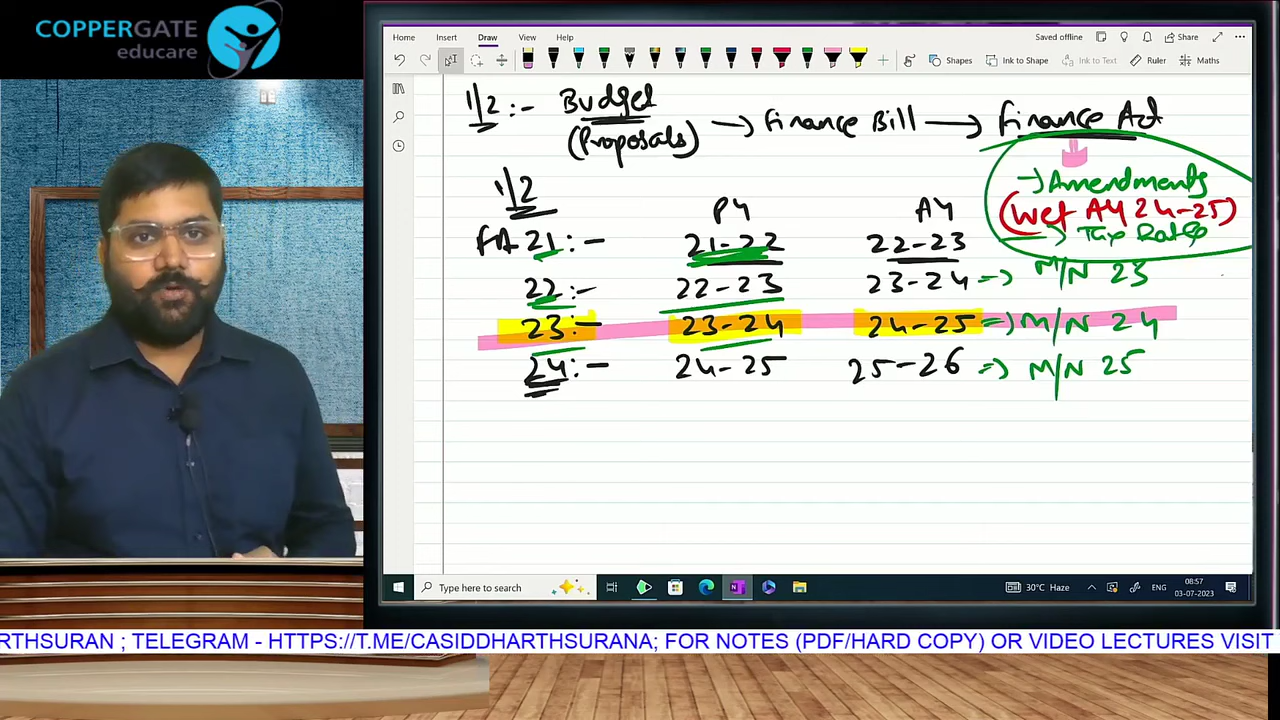 COPPERGATE
educare
Home Insert Draw View Help
Saved offline
Share
Shapes
Ink to Shape
Ink to Text
Ruler
Maths
1/2 :- Budget (Proposals) → Finance Bill → Finance Act
→ Amendments
(wef AY 24-25)
→ Tax Rates
1/2
PY AY
FA 21 :- 21-22 22-23
22 :- 22-23 23-24 => M/N 23
23 :- 23-24 24-25 => M/N 24
24 :- 24-25 25-26 => M/N 25
Type here to search
30°C Haze
ENG
08:57
03-07-2023
RTHSURAN ; TELEGRAM - HTTPS://T.ME/CASIDDHARTHSURANA; FOR NOTES (PDF/HARD COPY) OR VIDEO LECTURES VISIT